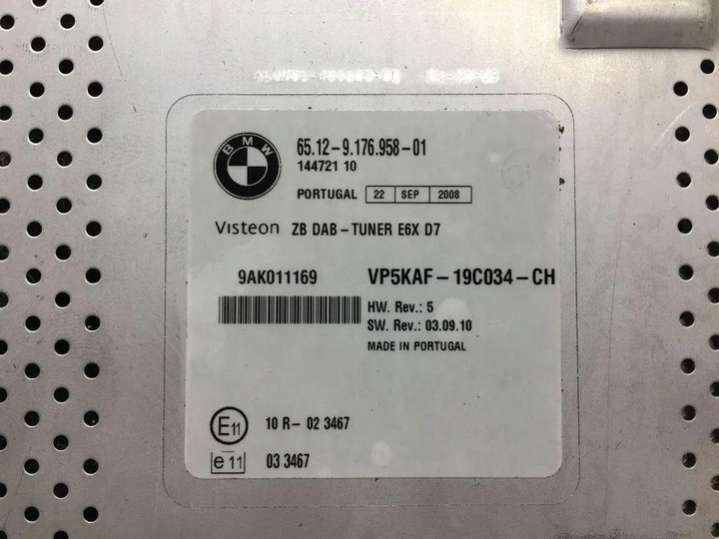 BMW
65.12-9.176.958-01
144721 10
PORTUGAL 22 SEP 2008
Visteon ZB DAB-TUNER E6X D7
9AK011169 VP5KAF-19C034-CH
HW. Rev.: 5
SW. Rev.: 03.09.10
MADE IN PORTUGAL
E11 10 R-02 3467
e11 03 3467